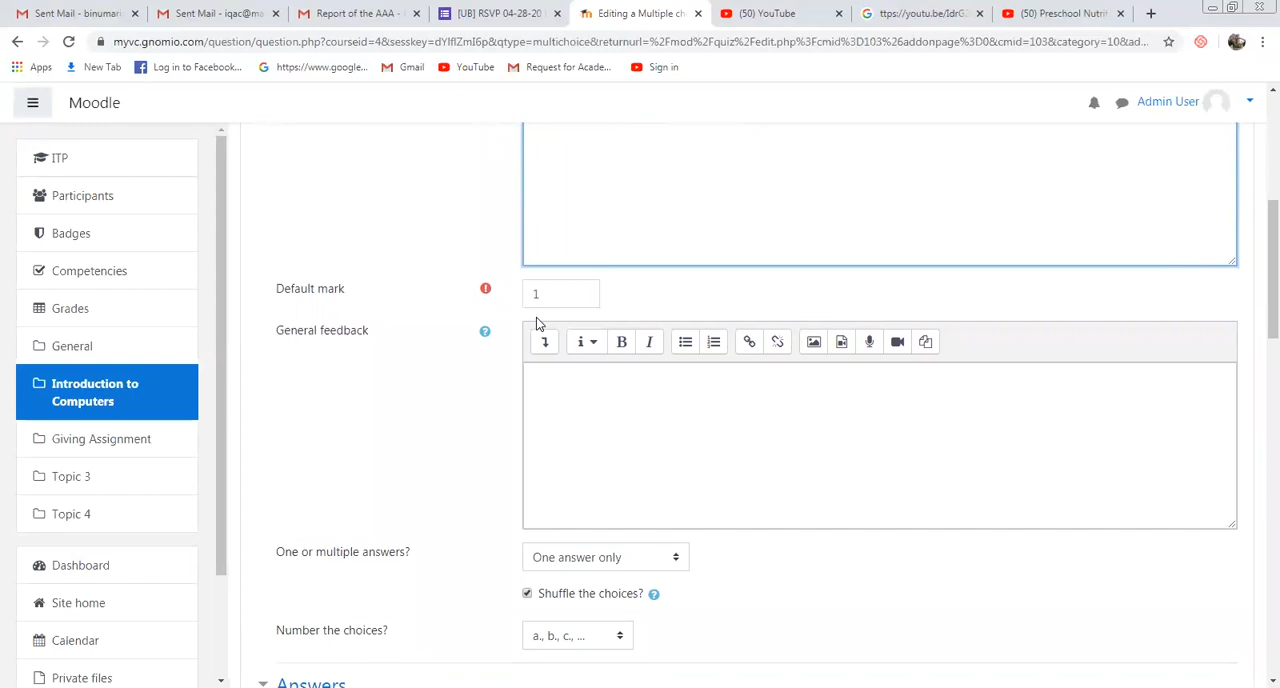 Sent Mail - binumari
Sent Mail - iqac@ma
Report of the AAA -
[UB] RSVP 04-28-20
Editing a Multiple ch
(50) YouTube
ttps://youtu.be/IdrG
(50) Preschool Nutri
myvc.gnomio.com/question/question.php?courseid=4&sesskey=dYIfIZmI6p&qtype=multichoice&returnurl=%2Fmod%2Fquiz%2Fedit.php%3Fcmid%3D103%26addonpage%3D0&cmid=103&category=10&ad...
Apps
New Tab
Log in to Facebook...
https://www.google...
Gmail
YouTube
Request for Acade...
Sign in
Moodle
Admin User
ITP
Participants
Badges
Competencies
Grades
General
Introduction to
Computers
Giving Assignment
Topic 3
Topic 4
Dashboard
Site home
Calendar
Private files
Default mark
1
General feedback
i
B
I
One or multiple answers?
One answer only
Shuffle the choices?
Number the choices?
a., b., c., ...
Answers